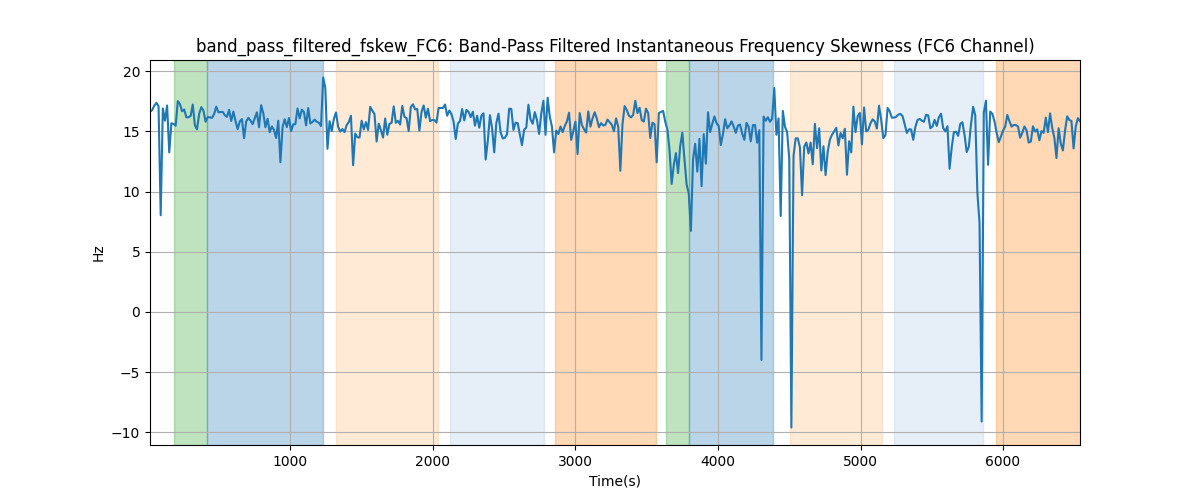 band_pass_filtered_fskew_FC6: Band-Pass Filtered Instantaneous Frequency Skewness (FC6 Channel)
20
15
10
5
0
−5
−10
Hz
1000 2000 3000 4000 5000 6000
Time(s)